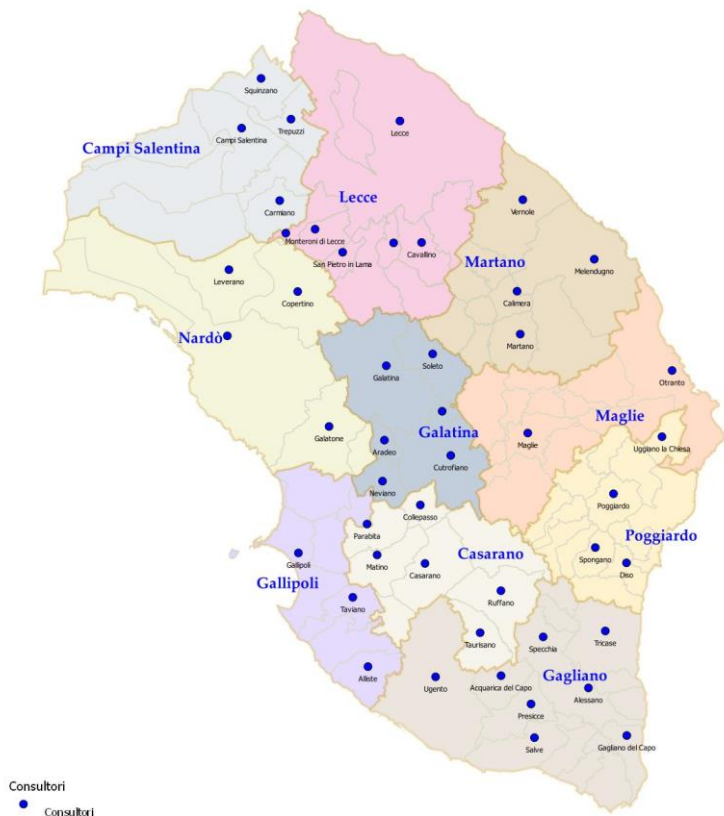 Squinzano
Trepuzzi
Lecce
Campi Salentina
Campi Salentina
Lecce
Carmiano
Vernole
Monteroni di Lecce
San Pietro in Lama
Cavallino
Martano
Melendugno
Leverano
Copertino
Calimera
Nardò
Martano
Soleto
Galatina
Otranto
Maglie
Galatone
Galatina
Aradeo
Maglie
Uggiano la Chiesa
Cutrofiano
Neviano
Poggiardo
Collepasso
Parabita
Poggiardo
Casarano
Gallipoli
Matino
Casarano
Spongano
Diso
Gallipoli
Taviano
Ruffano
Taurisano
Specchia
Tricase
Alliste
Ugento
Acquarica del Capo
Gagliano
Alessano
Presicce
Salve
Gagliano del Capo
Consultori
Consultori